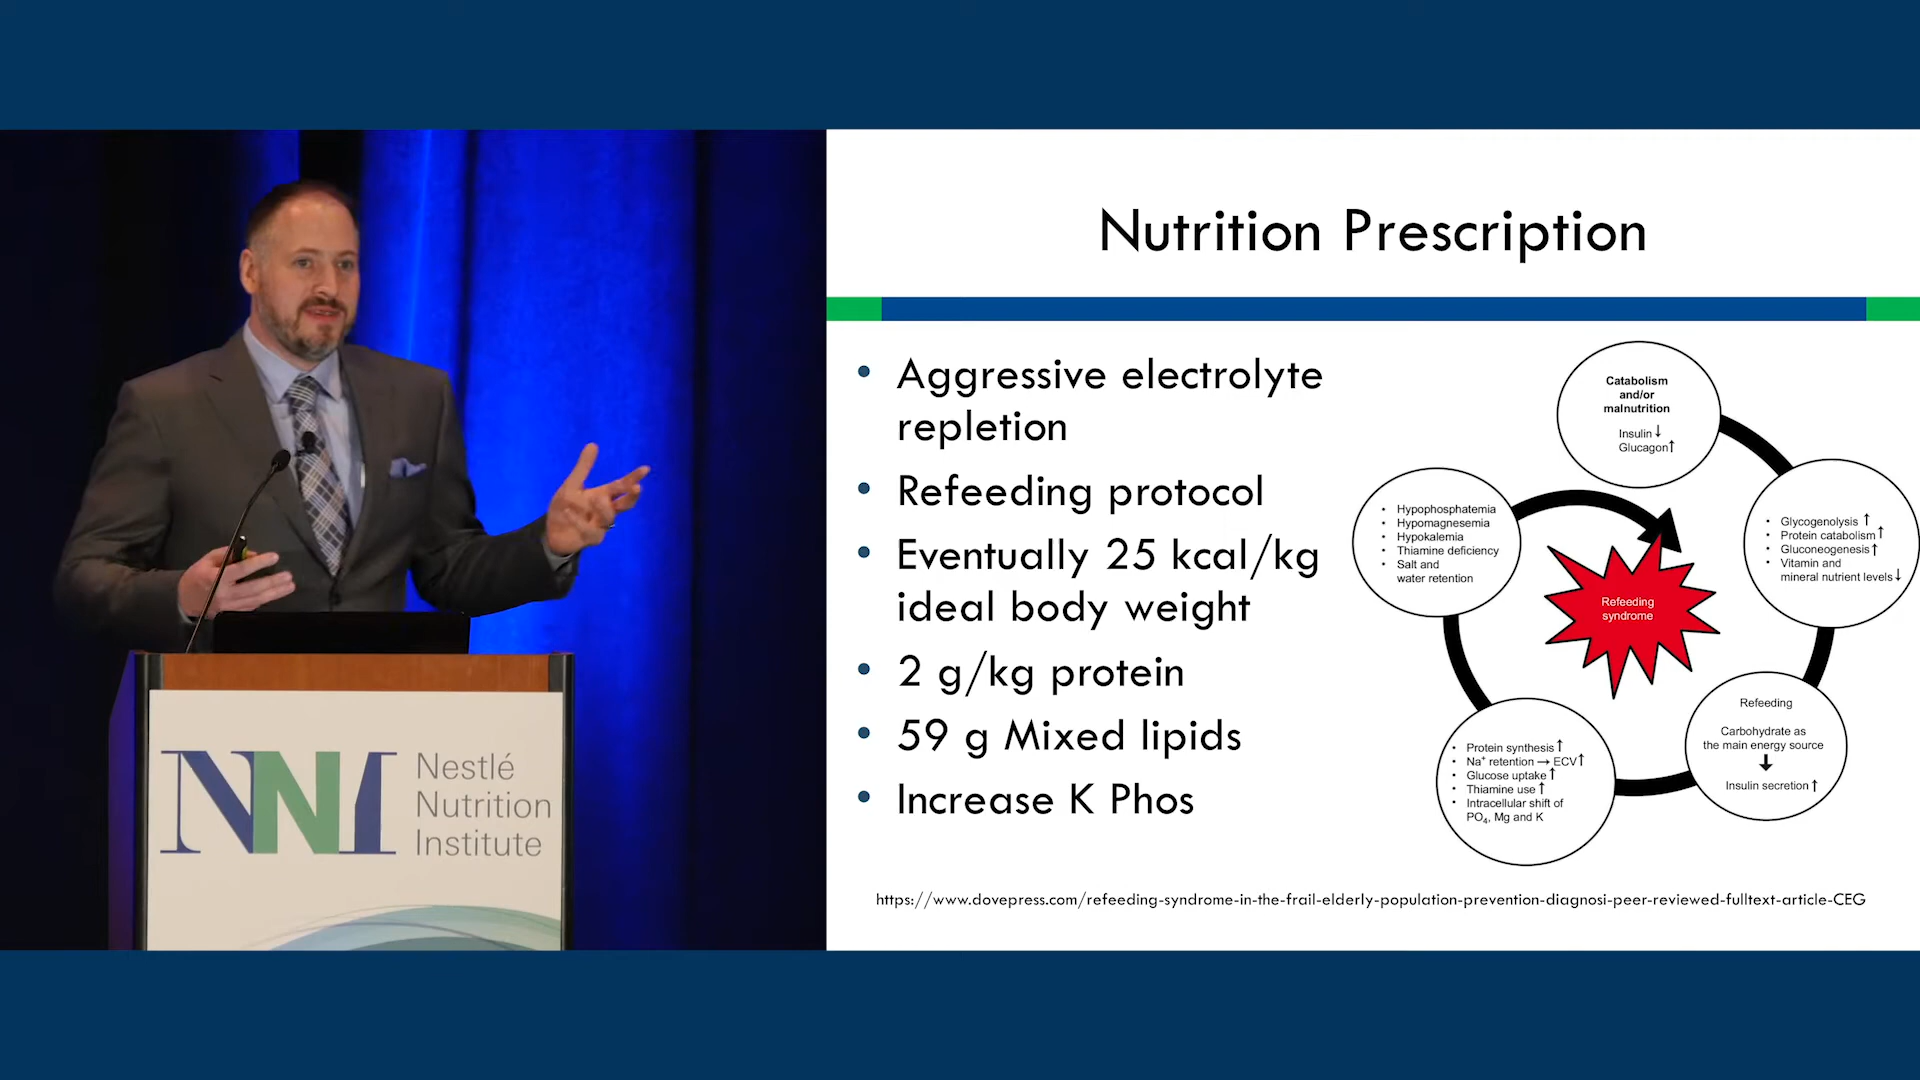 Nutrition Prescription
• Aggressive electrolyte
repletion
• Refeeding protocol
• Eventually 25 kcal/kg
ideal body weight
• 2 g/kg protein
• 59 g Mixed lipids
• Increase K Phos
Catabolism
and/or
malnutrition
Insulin ↓
Glucagon↑
• Glycogenolysis ↑
• Protein catabolism ↑
• Gluconeogenesis ↑
• Vitamin and
mineral nutrient levels ↓
Refeeding
Carbohydrate as
the main energy source
↓
Insulin secretion ↑
• Protein synthesis ↑
• Na⁺ retention → ECV ↑
• Glucose uptake ↑
• Thiamine use ↑
• Intracellular shift of
PO₄, Mg and K
• Hypophosphatemia
• Hypomagnesemia
• Hypokalemia
• Thiamine deficiency
• Salt and
water retention
Refeeding
syndrome
https://www.dovepress.com/refeeding-syndrome-in-the-frail-elderly-population-prevention-diagnosi-peer-reviewed-fulltext-article-CEG
NNI
Nestlé
Nutrition
Institute